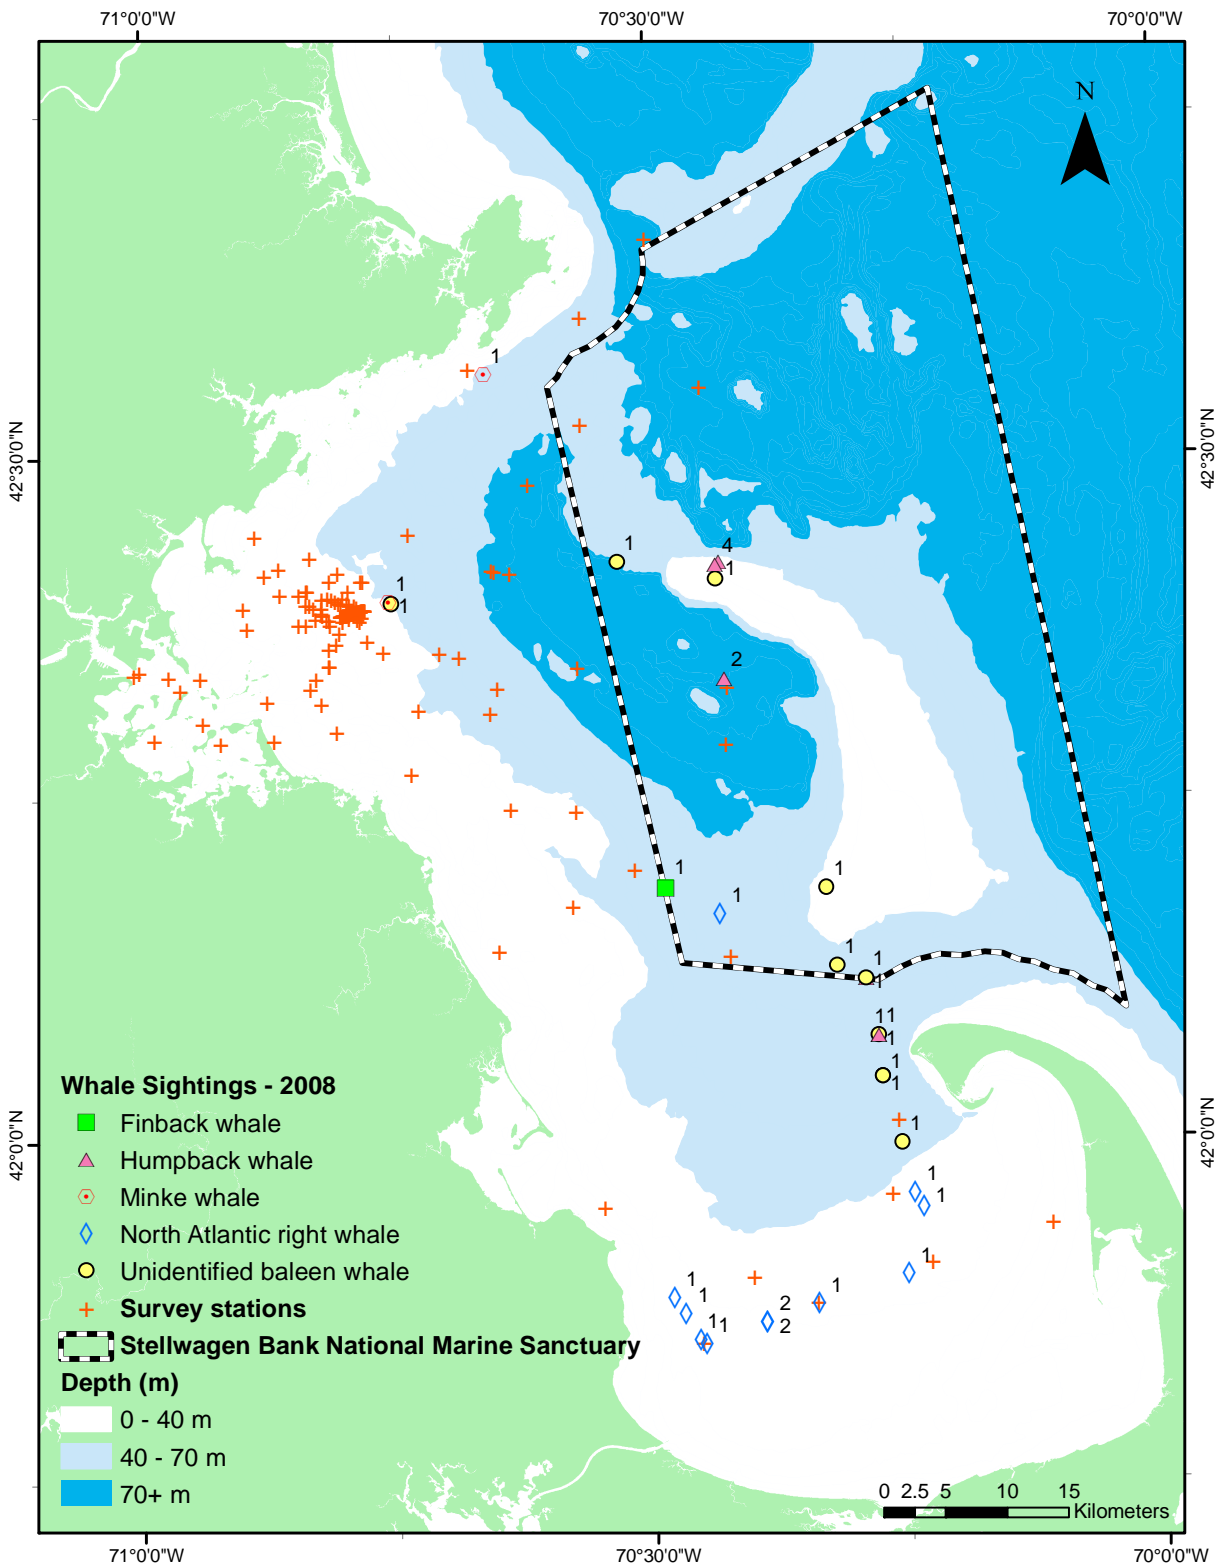 71°0'0"W 70°30'0"W 70°0'0"W
N
1
42°30'0"N 42°30'0"N
1
4
1
1
1
2
1
1
1
1
1
1
11
1
1
1
42°0'0"N 42°0'0"N
1
1
1
1
1
1
1
2
2
11
Whale Sightings - 2008
Finback whale
Humpback whale
Minke whale
North Atlantic right whale
Unidentified baleen whale
Survey stations
Stellwagen Bank National Marine Sanctuary
Depth (m)
0 - 40 m
40 - 70 m
70+ m
0 2.5 5 10 15
Kilometers
71°0'0"W 70°30'0"W 70°0'0"W